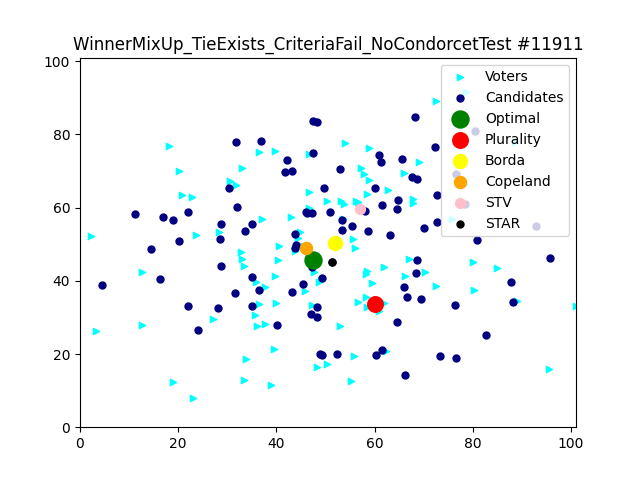 WinnerMixUp_TieExists_CriteriaFail_NoCondorcetTest #11911
100
80
60
40
20
0
0 20 40 60 80 100
Voters
Candidates
Optimal
Plurality
Borda
Copeland
STV
STAR